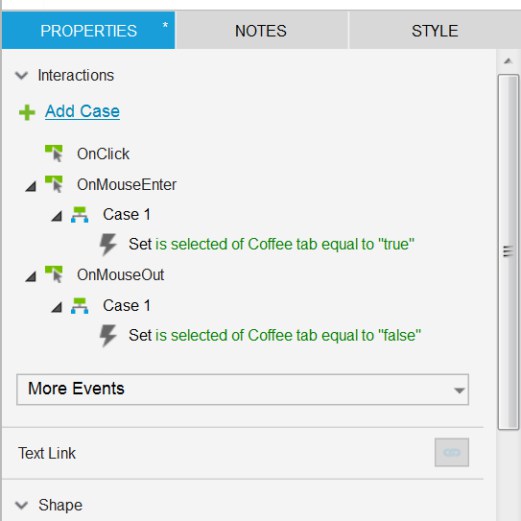 PROPERTIES * NOTES STYLE
Interactions
Add Case
OnClick
OnMouseEnter
Case 1
Set is selected of Coffee tab equal to "true"
OnMouseOut
Case 1
Set is selected of Coffee tab equal to "false"
More Events
Text Link
Shape